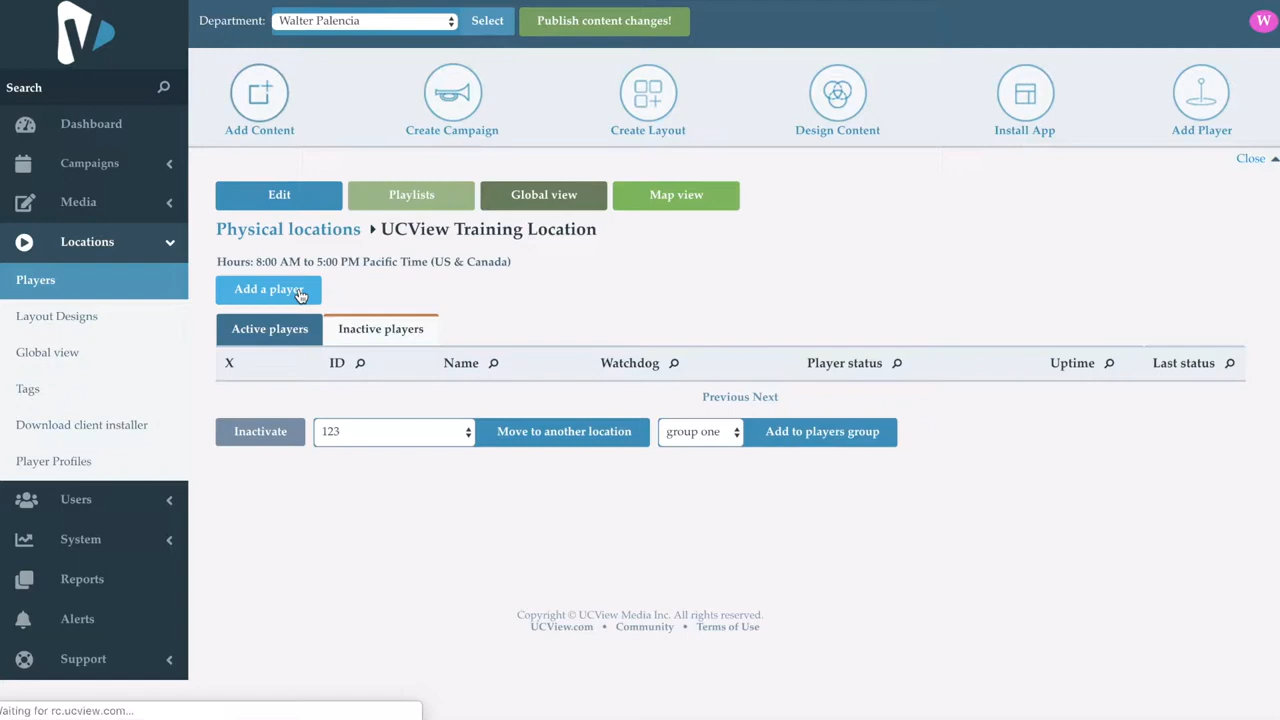 Department: Walter Palencia Select Publish content changes!
W
Search
Add Content Create Campaign Create Layout Design Content Install App Add Player
Close
Dashboard
Campaigns
Media
Locations
Players
Layout Designs
Global view
Tags
Download client installer
Player Profiles
Users
System
Reports
Alerts
Support
Edit Playlists Global view Map view
Physical locations UCView Training Location
Hours: 8:00 AM to 5:00 PM Pacific Time (US & Canada)
Add a player
Active players Inactive players
X ID Name Watchdog Player status Uptime Last status
Previous Next
Inactivate 123 Move to another location group one Add to players group
Copyright © UCView Media Inc. All rights reserved.
UCView.com • Community • Terms of Use
Waiting for rc.ucview.com...